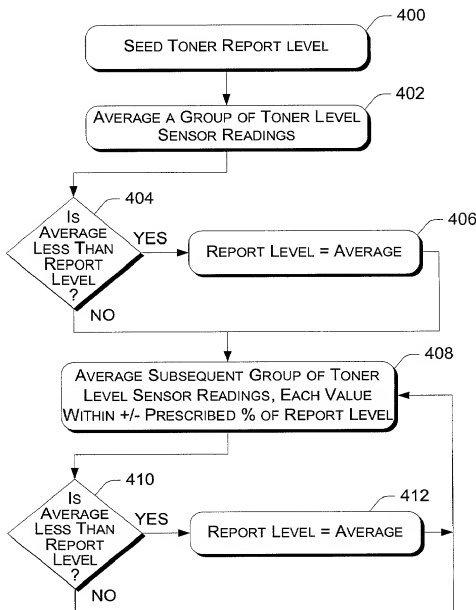 400
SEED TONER REPORT LEVEL
402
AVERAGE A GROUP OF TONER LEVEL
SENSOR READINGS
404
IS
AVERAGE
LESS THAN
REPORT
LEVEL
?
YES
NO
406
REPORT LEVEL = AVERAGE
408
AVERAGE SUBSEQUENT GROUP OF TONER
LEVEL SENSOR READINGS, EACH VALUE
WITHIN +/- PRESCRIBED % OF REPORT LEVEL
410
IS
AVERAGE
LESS THAN
REPORT
LEVEL
?
YES
NO
412
REPORT LEVEL = AVERAGE